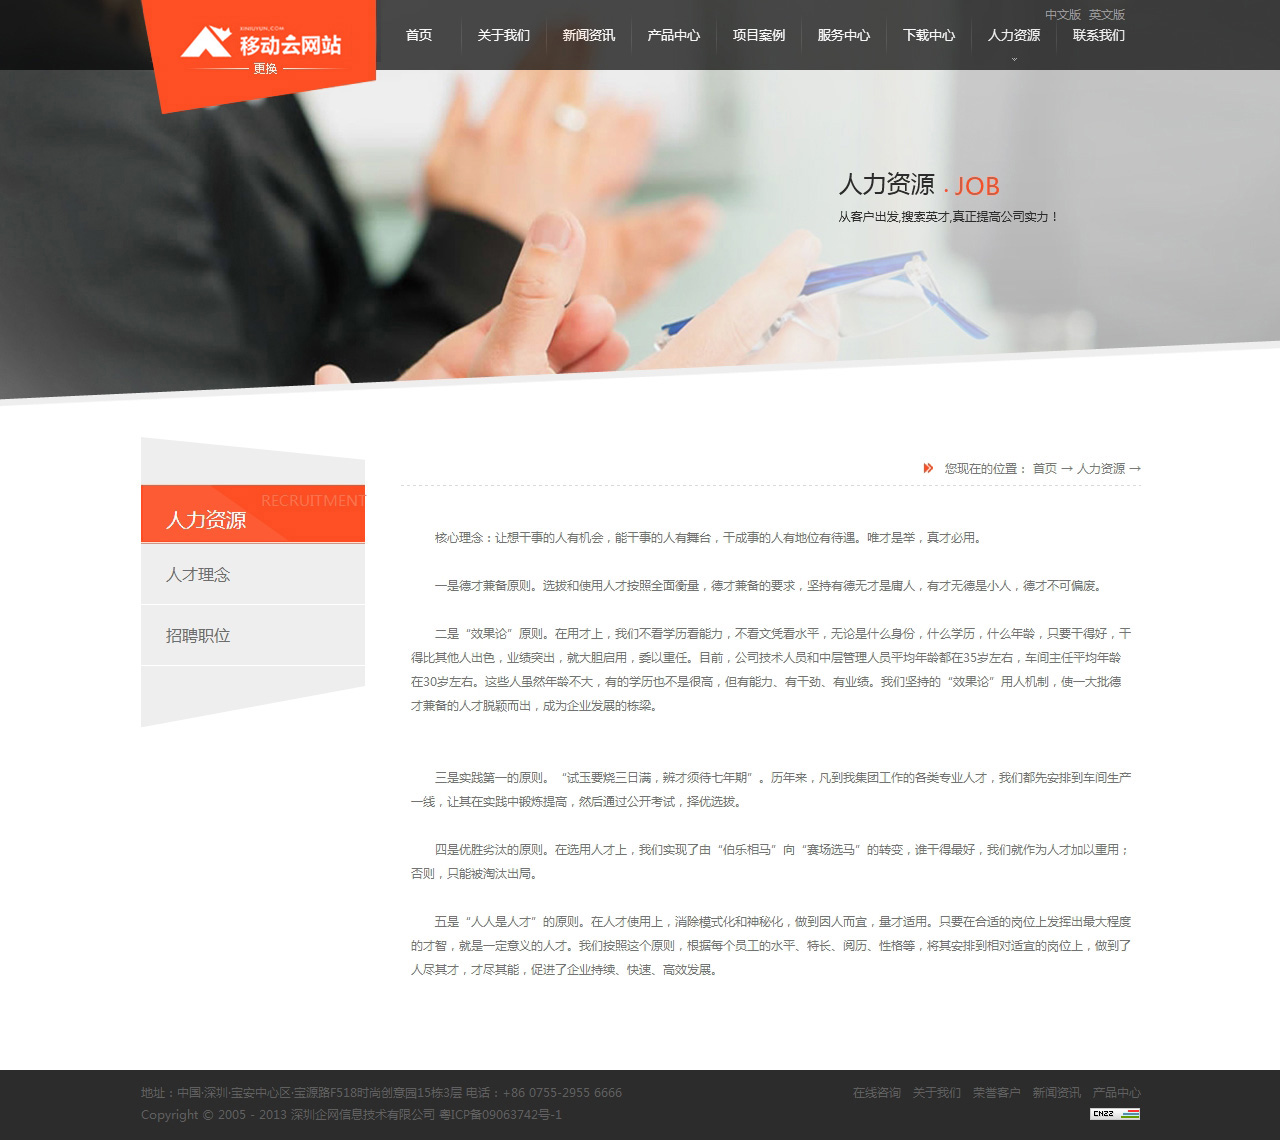 中文版 英文版
XINRUIYUN.COM
移动云网站
更换
首页 关于我们 新闻资讯 产品中心 项目案例 服务中心 下载中心 人力资源 联系我们
人力资源 . JOB
从客户出发,搜索英才,真正提高公司实力！
您现在的位置： 首页 → 人力资源 →
RECRUITMENT
人力资源
人才理念
招聘职位
核心理念：让想干事的人有机会，能干事的人有舞台，干成事的人有地位有待遇。唯才是举，真才必用。
一是德才兼备原则。选拔和使用人才按照全面衡量，德才兼备的要求，坚持有德无才是庸人，有才无德是小人，德才不可偏废。
二是“效果论”原则。在用才上，我们不看学历看能力，不看文凭看水平，无论是什么身份，什么学历，什么年龄，只要干得好，干
得比其他人出色，业绩突出，就大胆启用，委以重任。目前，公司技术人员和中层管理人员平均年龄都在35岁左右，车间主任平均年龄
在30岁左右。这些人虽然年龄不大，有的学历也不是很高，但有能力、有干劲、有业绩。我们坚持的“效果论”用人机制，使一大批德
才兼备的人才脱颖而出，成为企业发展的栋梁。
三是实践第一的原则。“试玉要烧三日满，辨才须待七年期”。历年来，凡到我集团工作的各类专业人才，我们都先安排到车间生产
一线，让其在实践中锻炼提高，然后通过公开考试，择优选拔。
四是优胜劣汰的原则。在选用人才上，我们实现了由“伯乐相马”向“赛场选马”的转变，谁干得最好，我们就作为人才加以重用；
否则，只能被淘汰出局。
五是“人人是人才”的原则。在人才使用上，消除模式化和神秘化，做到因人而宜，量才适用。只要在合适的岗位上发挥出最大程度
的才智，就是一定意义的人才。我们按照这个原则，根据每个员工的水平、特长、阅历、性格等，将其安排到相对适宜的岗位上，做到了
人尽其才，才尽其能，促进了企业持续、快速、高效发展。
地址：中国·深圳·宝安中心区·宝源路F518时尚创意园15栋3层 电话：+86 0755-2955 6666
在线咨询 关于我们 荣誉客户 新闻资讯 产品中心
Copyright © 2005 - 2013 深圳企网信息技术有限公司 粤ICP备09063742号-1
CNZZ